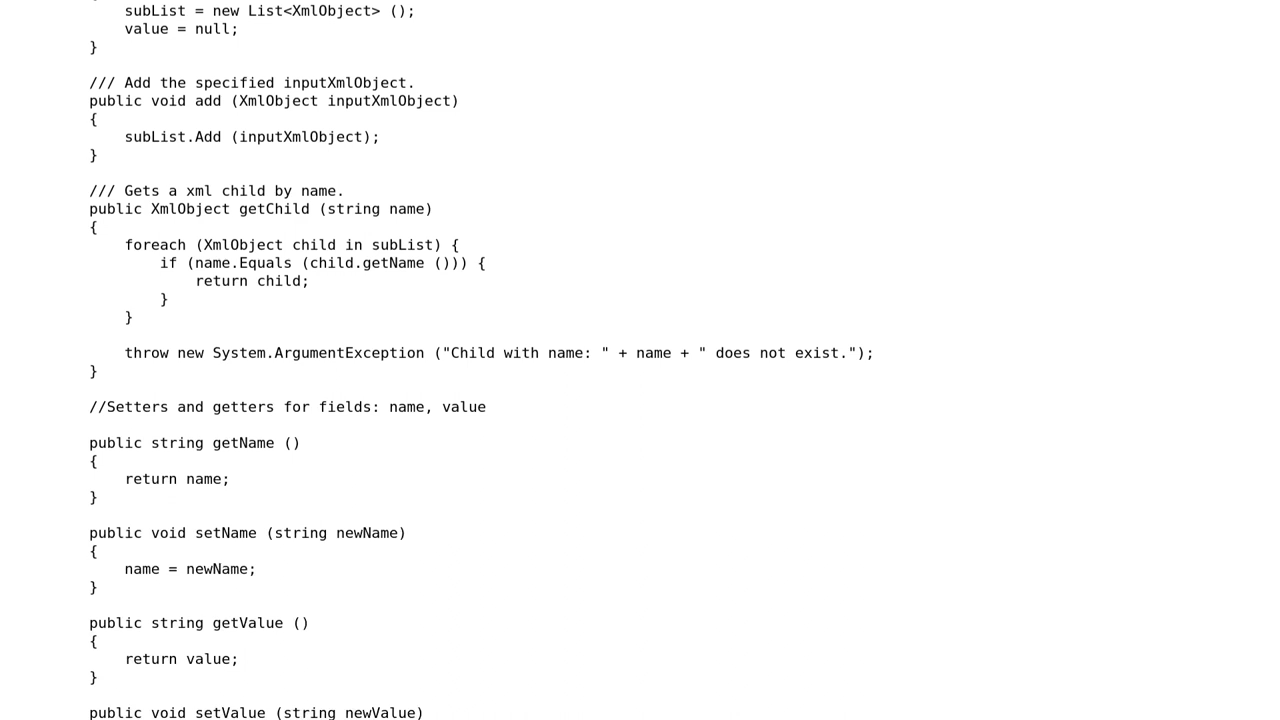 subList = new List<XmlObject> ();
    value = null;
}

/// Add the specified inputXmlObject.
public void add (XmlObject inputXmlObject)
{
    subList.Add (inputXmlObject);
}

/// Gets a xml child by name.
public XmlObject getChild (string name)
{
    foreach (XmlObject child in subList) {
        if (name.Equals (child.getName ())) {
            return child;
        }
    }

    throw new System.ArgumentException ("Child with name: " + name + " does not exist.");
}

//Setters and getters for fields: name, value

public string getName ()
{
    return name;
}

public void setName (string newName)
{
    name = newName;
}

public string getValue ()
{
    return value;
}

public void setValue (string newValue)